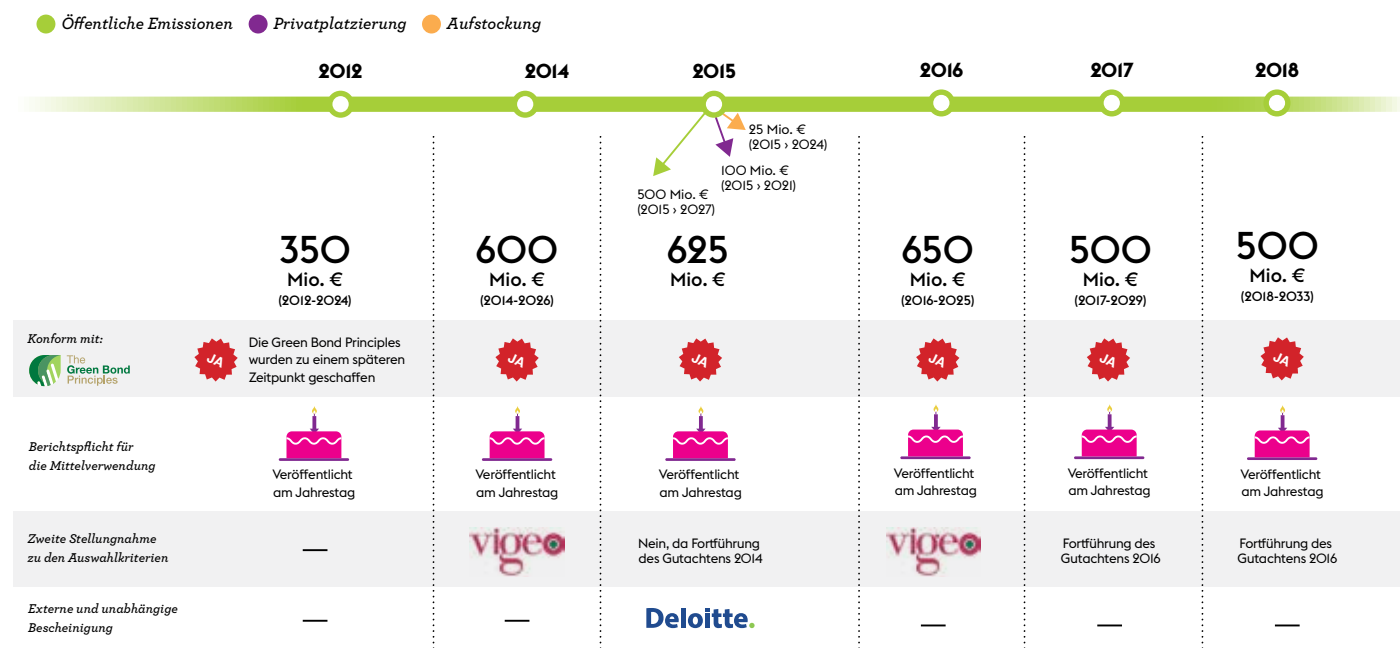 Öffentliche Emissionen Privatplatzierung Aufstockung
2012 2014 2015 2016 2017 2018
25 Mio. €
(2015 › 2024)
100 Mio. €
(2015 › 2021)
500 Mio. €
(2015 › 2027)
350
Mio. €
(2012-2024)
600
Mio. €
(2014-2026)
625
Mio. €
650
Mio. €
(2016-2025)
500
Mio. €
(2017-2029)
500
Mio. €
(2018-2033)
Konform mit:
The
Green Bond
Principles
JA
Die Green Bond Principles
wurden zu einem späteren
Zeitpunkt geschaffen
JA
JA
JA
JA
JA
Berichtspflicht für
die Mittelverwendung
Veröffentlicht
am Jahrestag
Veröffentlicht
am Jahrestag
Veröffentlicht
am Jahrestag
Veröffentlicht
am Jahrestag
Veröffentlicht
am Jahrestag
Veröffentlicht
am Jahrestag
Zweite Stellungnahme
zu den Auswahlkriterien
—
vigeo
Nein, da Fortführung
des Gutachtens 2014
vigeo
Fortführung des
Gutachtens 2016
Fortführung des
Gutachtens 2016
Externe und unabhängige
Bescheinigung
—
—
Deloitte.
—
—
—